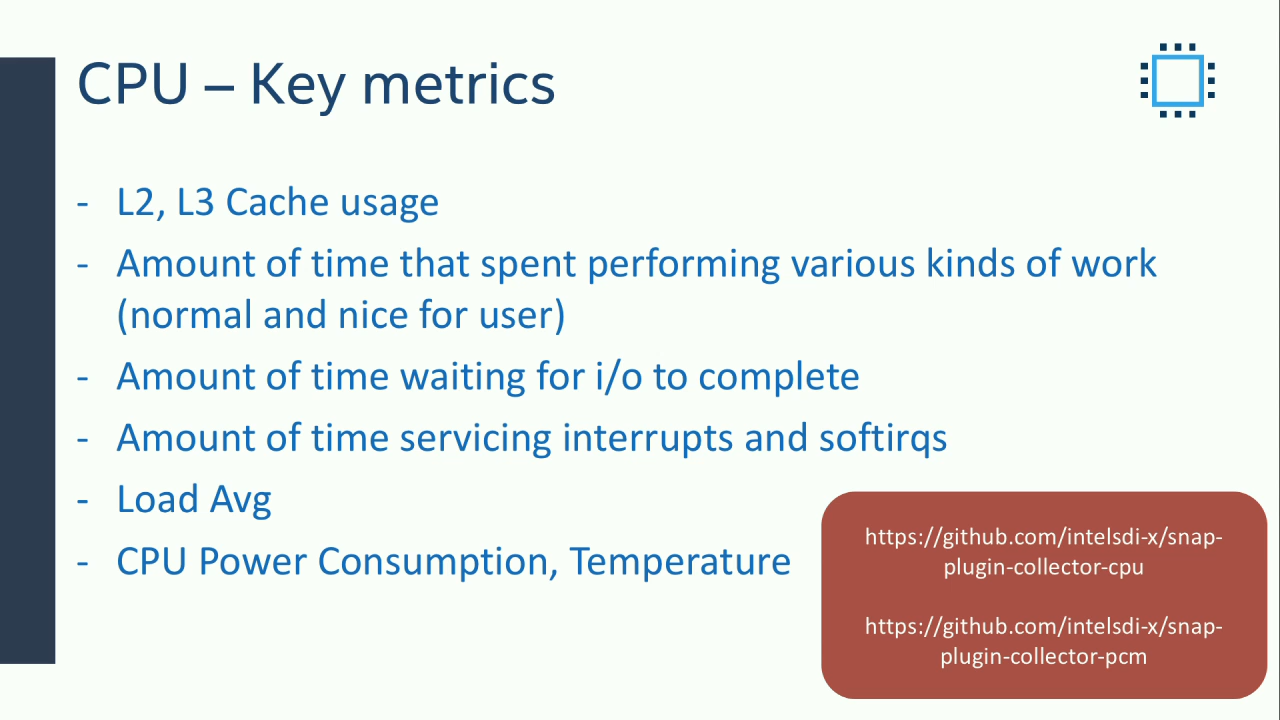 CPU – Key metrics
- L2, L3 Cache usage
- Amount of time that spent performing various kinds of work
(normal and nice for user)
- Amount of time waiting for i/o to complete
- Amount of time servicing interrupts and softirqs
- Load Avg
- CPU Power Consumption, Temperature
https://github.com/intelsdi-x/snap-
plugin-collector-cpu
https://github.com/intelsdi-x/snap-
plugin-collector-pcm